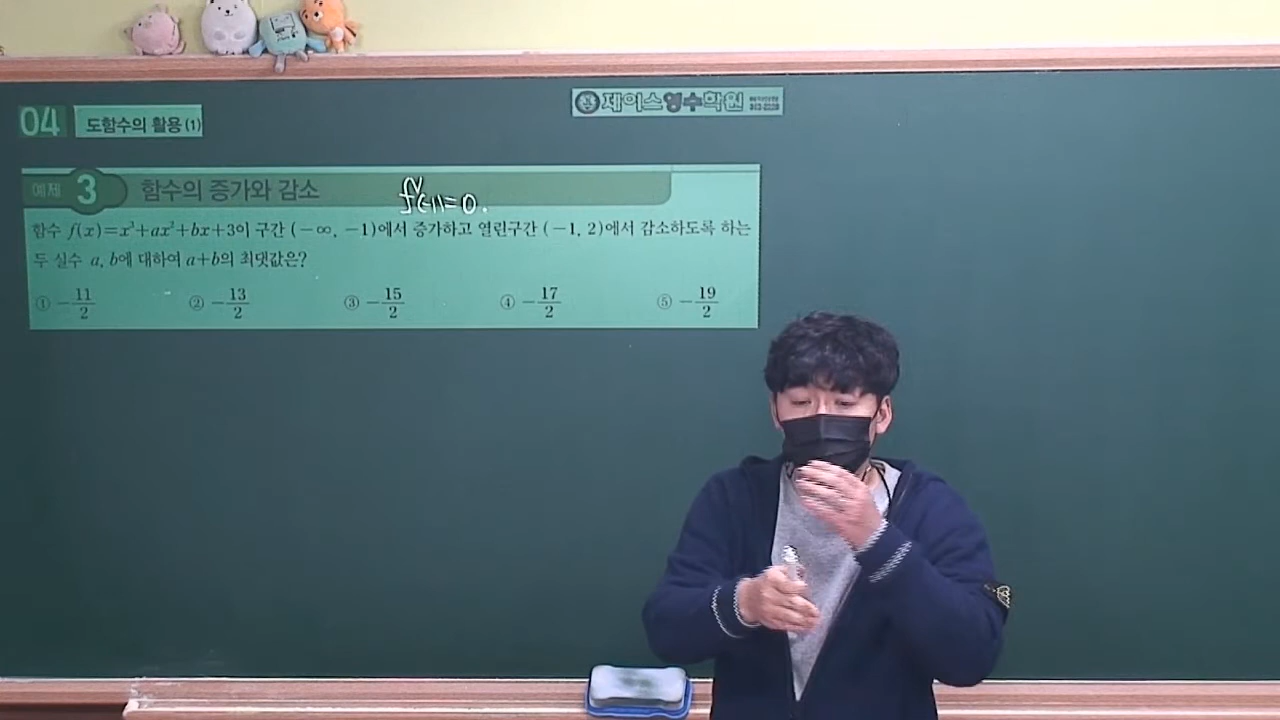 04 도함수의 활용(1)
제이스영수학원
예제 3 함수의 증가와 감소
f'(-1)=0.
함수 f(x)=x³+ax²+bx+3이 구간 (-∞, -1)에서 증가하고 열린구간 (-1, 2)에서 감소하도록 하는
두 실수 a, b에 대하여 a+b의 최댓값은?
① -11/2 ② -13/2 ③ -15/2 ④ -17/2 ⑤ -19/2